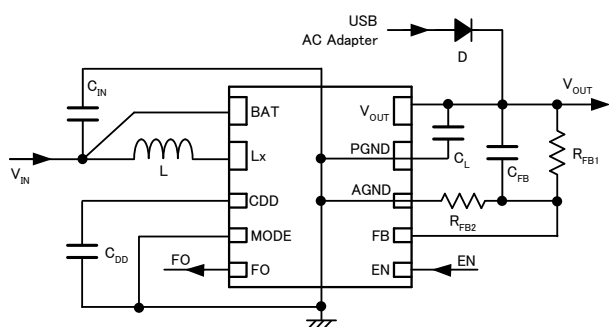 USB
AC Adapter
D
C_IN
V_OUT
BAT
V_OUT
PGND
C_L
C_FB
R_FB1
V_IN
L
Lx
CDD
AGND
R_FB2
C_DD
MODE
FB
FO
FO
EN
EN